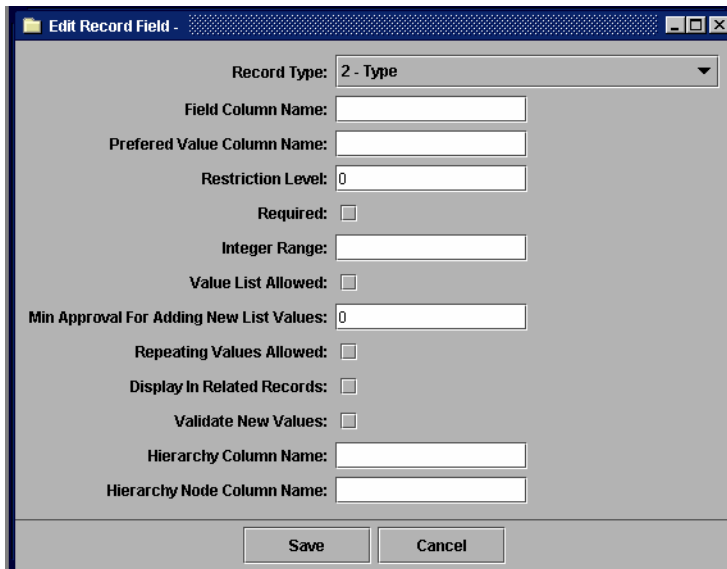 Edit Record Field -
Record Type: 2 - Type
Field Column Name:
Prefered Value Column Name:
Restriction Level: 0
Required:
Integer Range:
Value List Allowed:
Min Approval For Adding New List Values: 0
Repeating Values Allowed:
Display In Related Records:
Validate New Values:
Hierarchy Column Name:
Hierarchy Node Column Name:
Save Cancel